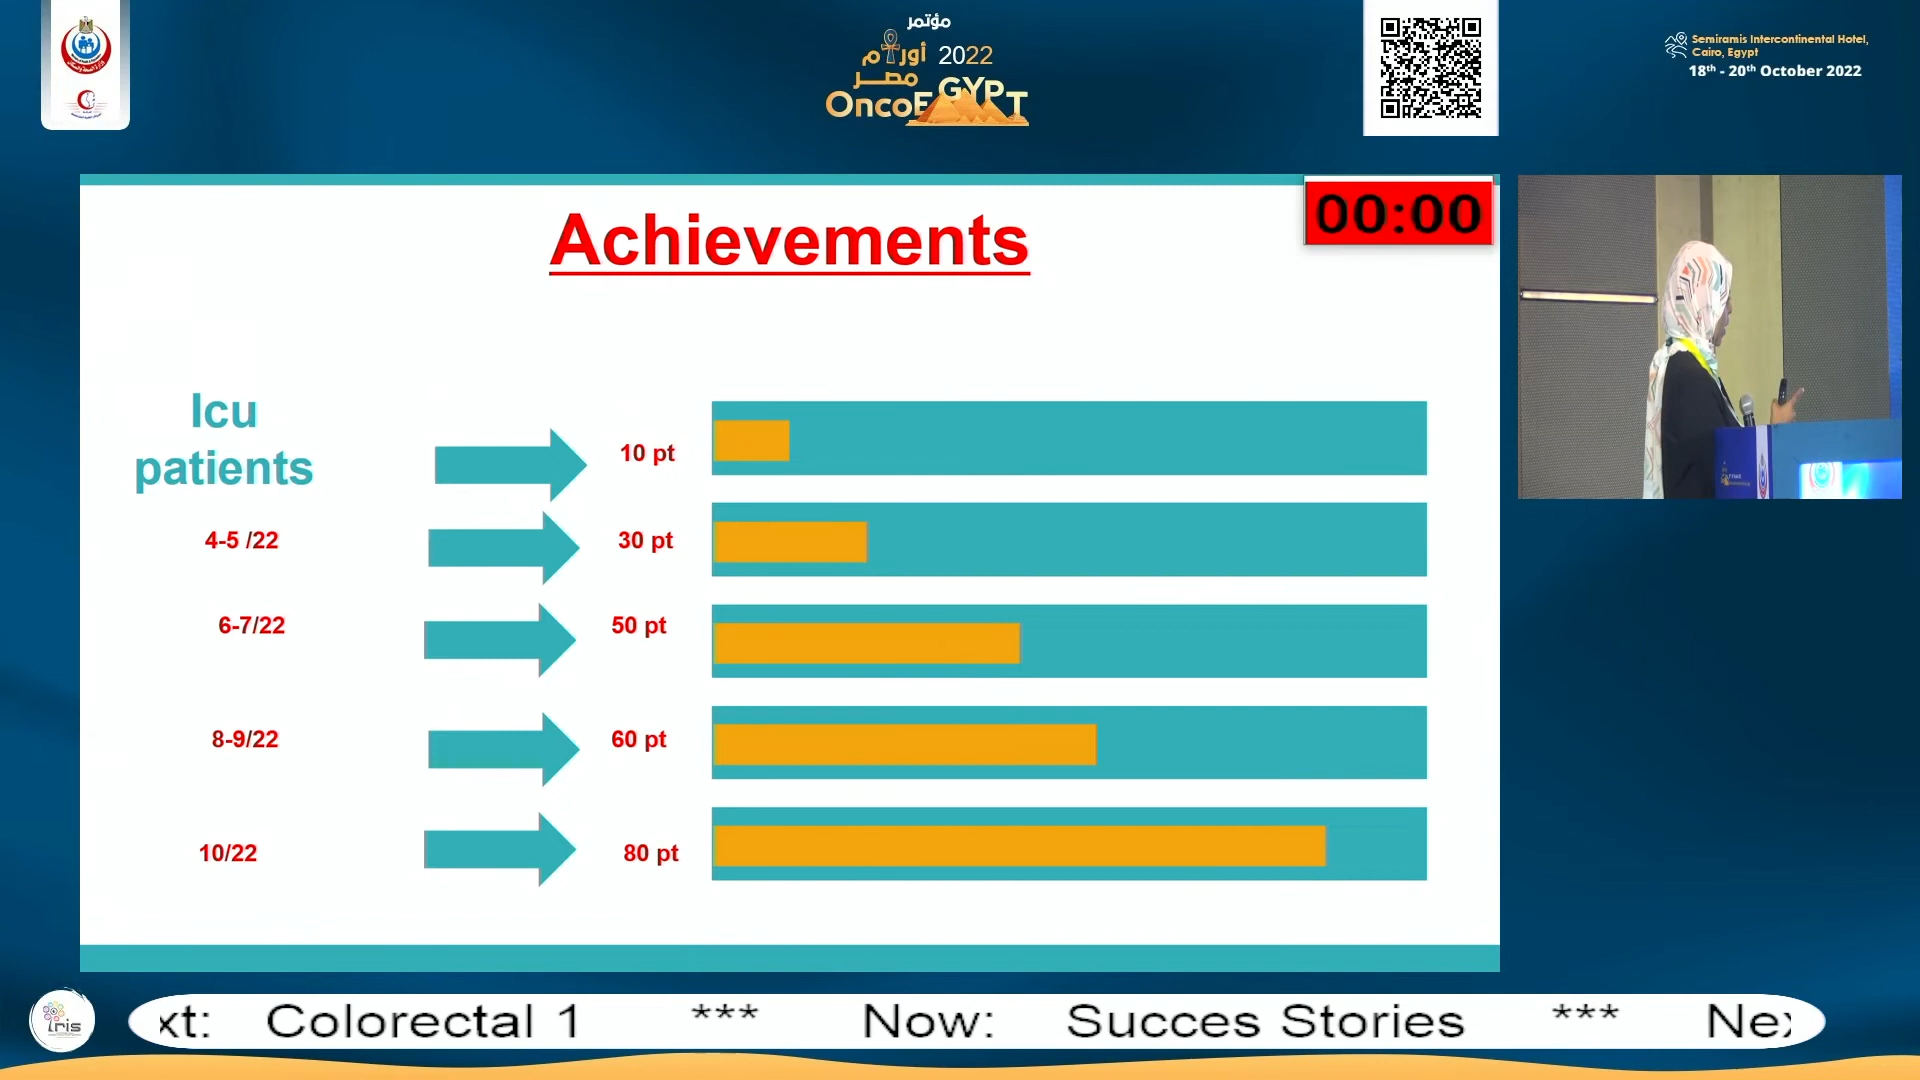 مؤتمر
أورام 2022
مصر
OncoEGYPT
Semiramis Intercontinental Hotel,
Cairo, Egypt
18th - 20th October 2022
Achievements
00:00
Icu
patients
10 pt
4-5 /22
30 pt
6-7/22
50 pt
8-9/22
60 pt
10/22
80 pt
iris
xt: Colorectal 1 *** Now: Succes Stories *** Nex